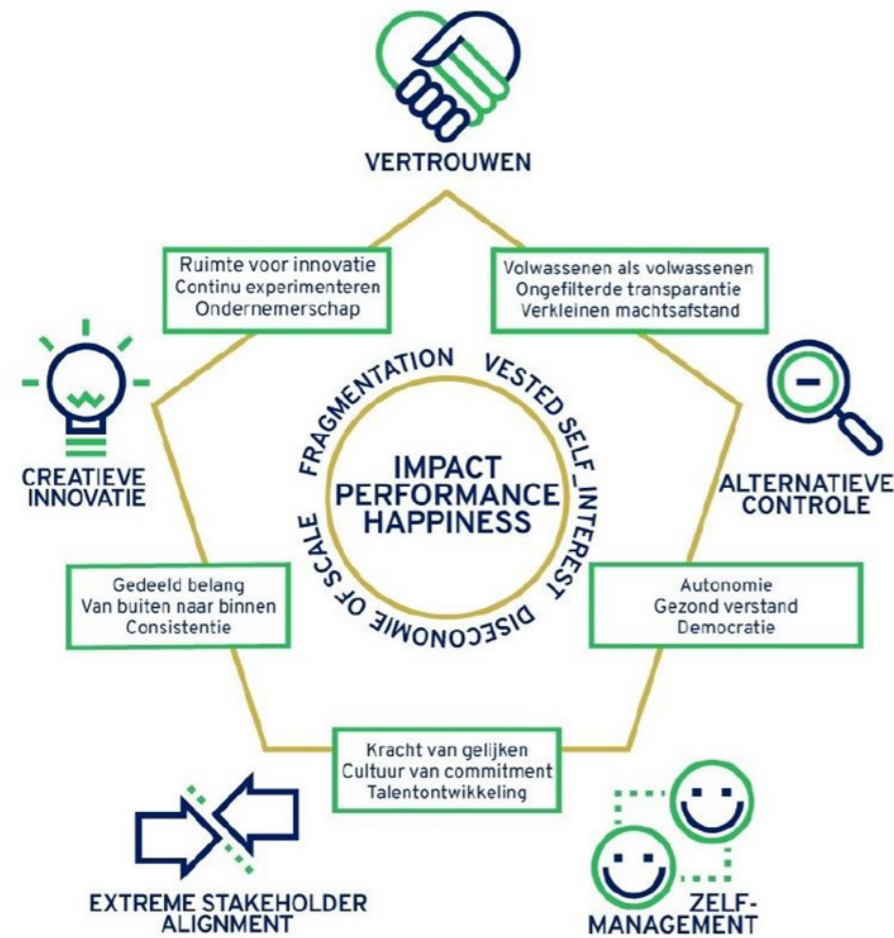 VERTROUWEN
Ruimte voor innovatie
Continu experimenteren
Ondernemerschap
Volwassenen als volwassenen
Ongefilterde transparantie
Verkleinen machtsafstand
CREATIEVE
INNOVATIE
FRAGMENTATION
VESTED SELF_INTEREST
DISECONOMIE OF SCALE
IMPACT
PERFORMANCE
HAPPINESS
ALTERNATIEVE
CONTROLE
Gedeeld belang
Van buiten naar binnen
Consistentie
Autonomie
Gezond verstand
Democratie
Kracht van gelijken
Cultuur van commitment
Talentontwikkeling
EXTREME STAKEHOLDER
ALIGNMENT
ZELF-
MANAGEMENT